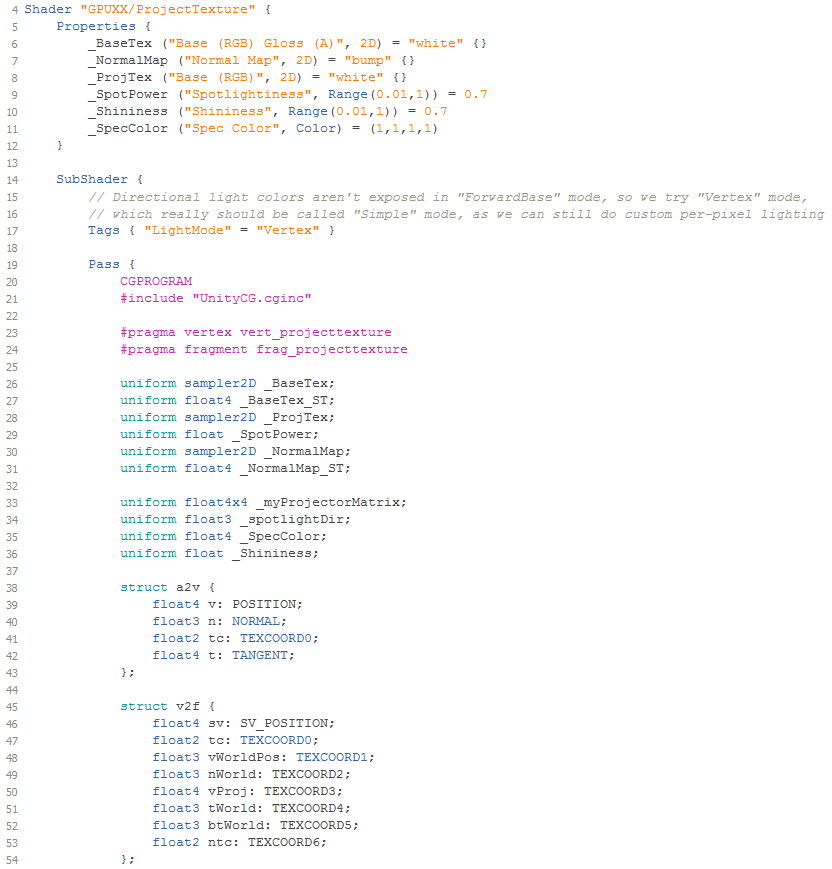 4 Shader "GPUXX/ProjectTexture" {
5     Properties {
6         _BaseTex ("Base (RGB) Gloss (A)", 2D) = "white" {}
7         _NormalMap ("Normal Map", 2D) = "bump" {}
8         _ProjTex ("Base (RGB)", 2D) = "white" {}
9         _SpotPower ("Spotlightiness", Range(0.01,1)) = 0.7
10         _Shininess ("Shininess", Range(0.01,1)) = 0.7
11         _SpecColor ("Spec Color", Color) = (1,1,1,1)
12     }
13
14     SubShader {
15         // Directional light colors aren't exposed in "ForwardBase" mode, so we try "Vertex" mode,
16         // which really should be called "Simple" mode, as we can still do custom per-pixel lighting
17         Tags { "LightMode" = "Vertex" }
18
19         Pass {
20             CGPROGRAM
21             #include "UnityCG.cginc"
22
23             #pragma vertex vert_projecttexture
24             #pragma fragment frag_projecttexture
25
26             uniform sampler2D _BaseTex;
27             uniform float4 _BaseTex_ST;
28             uniform sampler2D _ProjTex;
29             uniform float _SpotPower;
30             uniform sampler2D _NormalMap;
31             uniform float4 _NormalMap_ST;
32
33             uniform float4x4 _myProjectorMatrix;
34             uniform float3 _spotlightDir;
35             uniform float4 _SpecColor;
36             uniform float _Shininess;
37
38             struct a2v {
39                 float4 v: POSITION;
40                 float3 n: NORMAL;
41                 float2 tc: TEXCOORD0;
42                 float4 t: TANGENT;
43             };
44
45             struct v2f {
46                 float4 sv: SV_POSITION;
47                 float2 tc: TEXCOORD0;
48                 float3 vWorldPos: TEXCOORD1;
49                 float3 nWorld: TEXCOORD2;
50                 float4 vProj: TEXCOORD3;
51                 float3 tWorld: TEXCOORD4;
52                 float3 btWorld: TEXCOORD5;
53                 float2 ntc: TEXCOORD6;
54             };